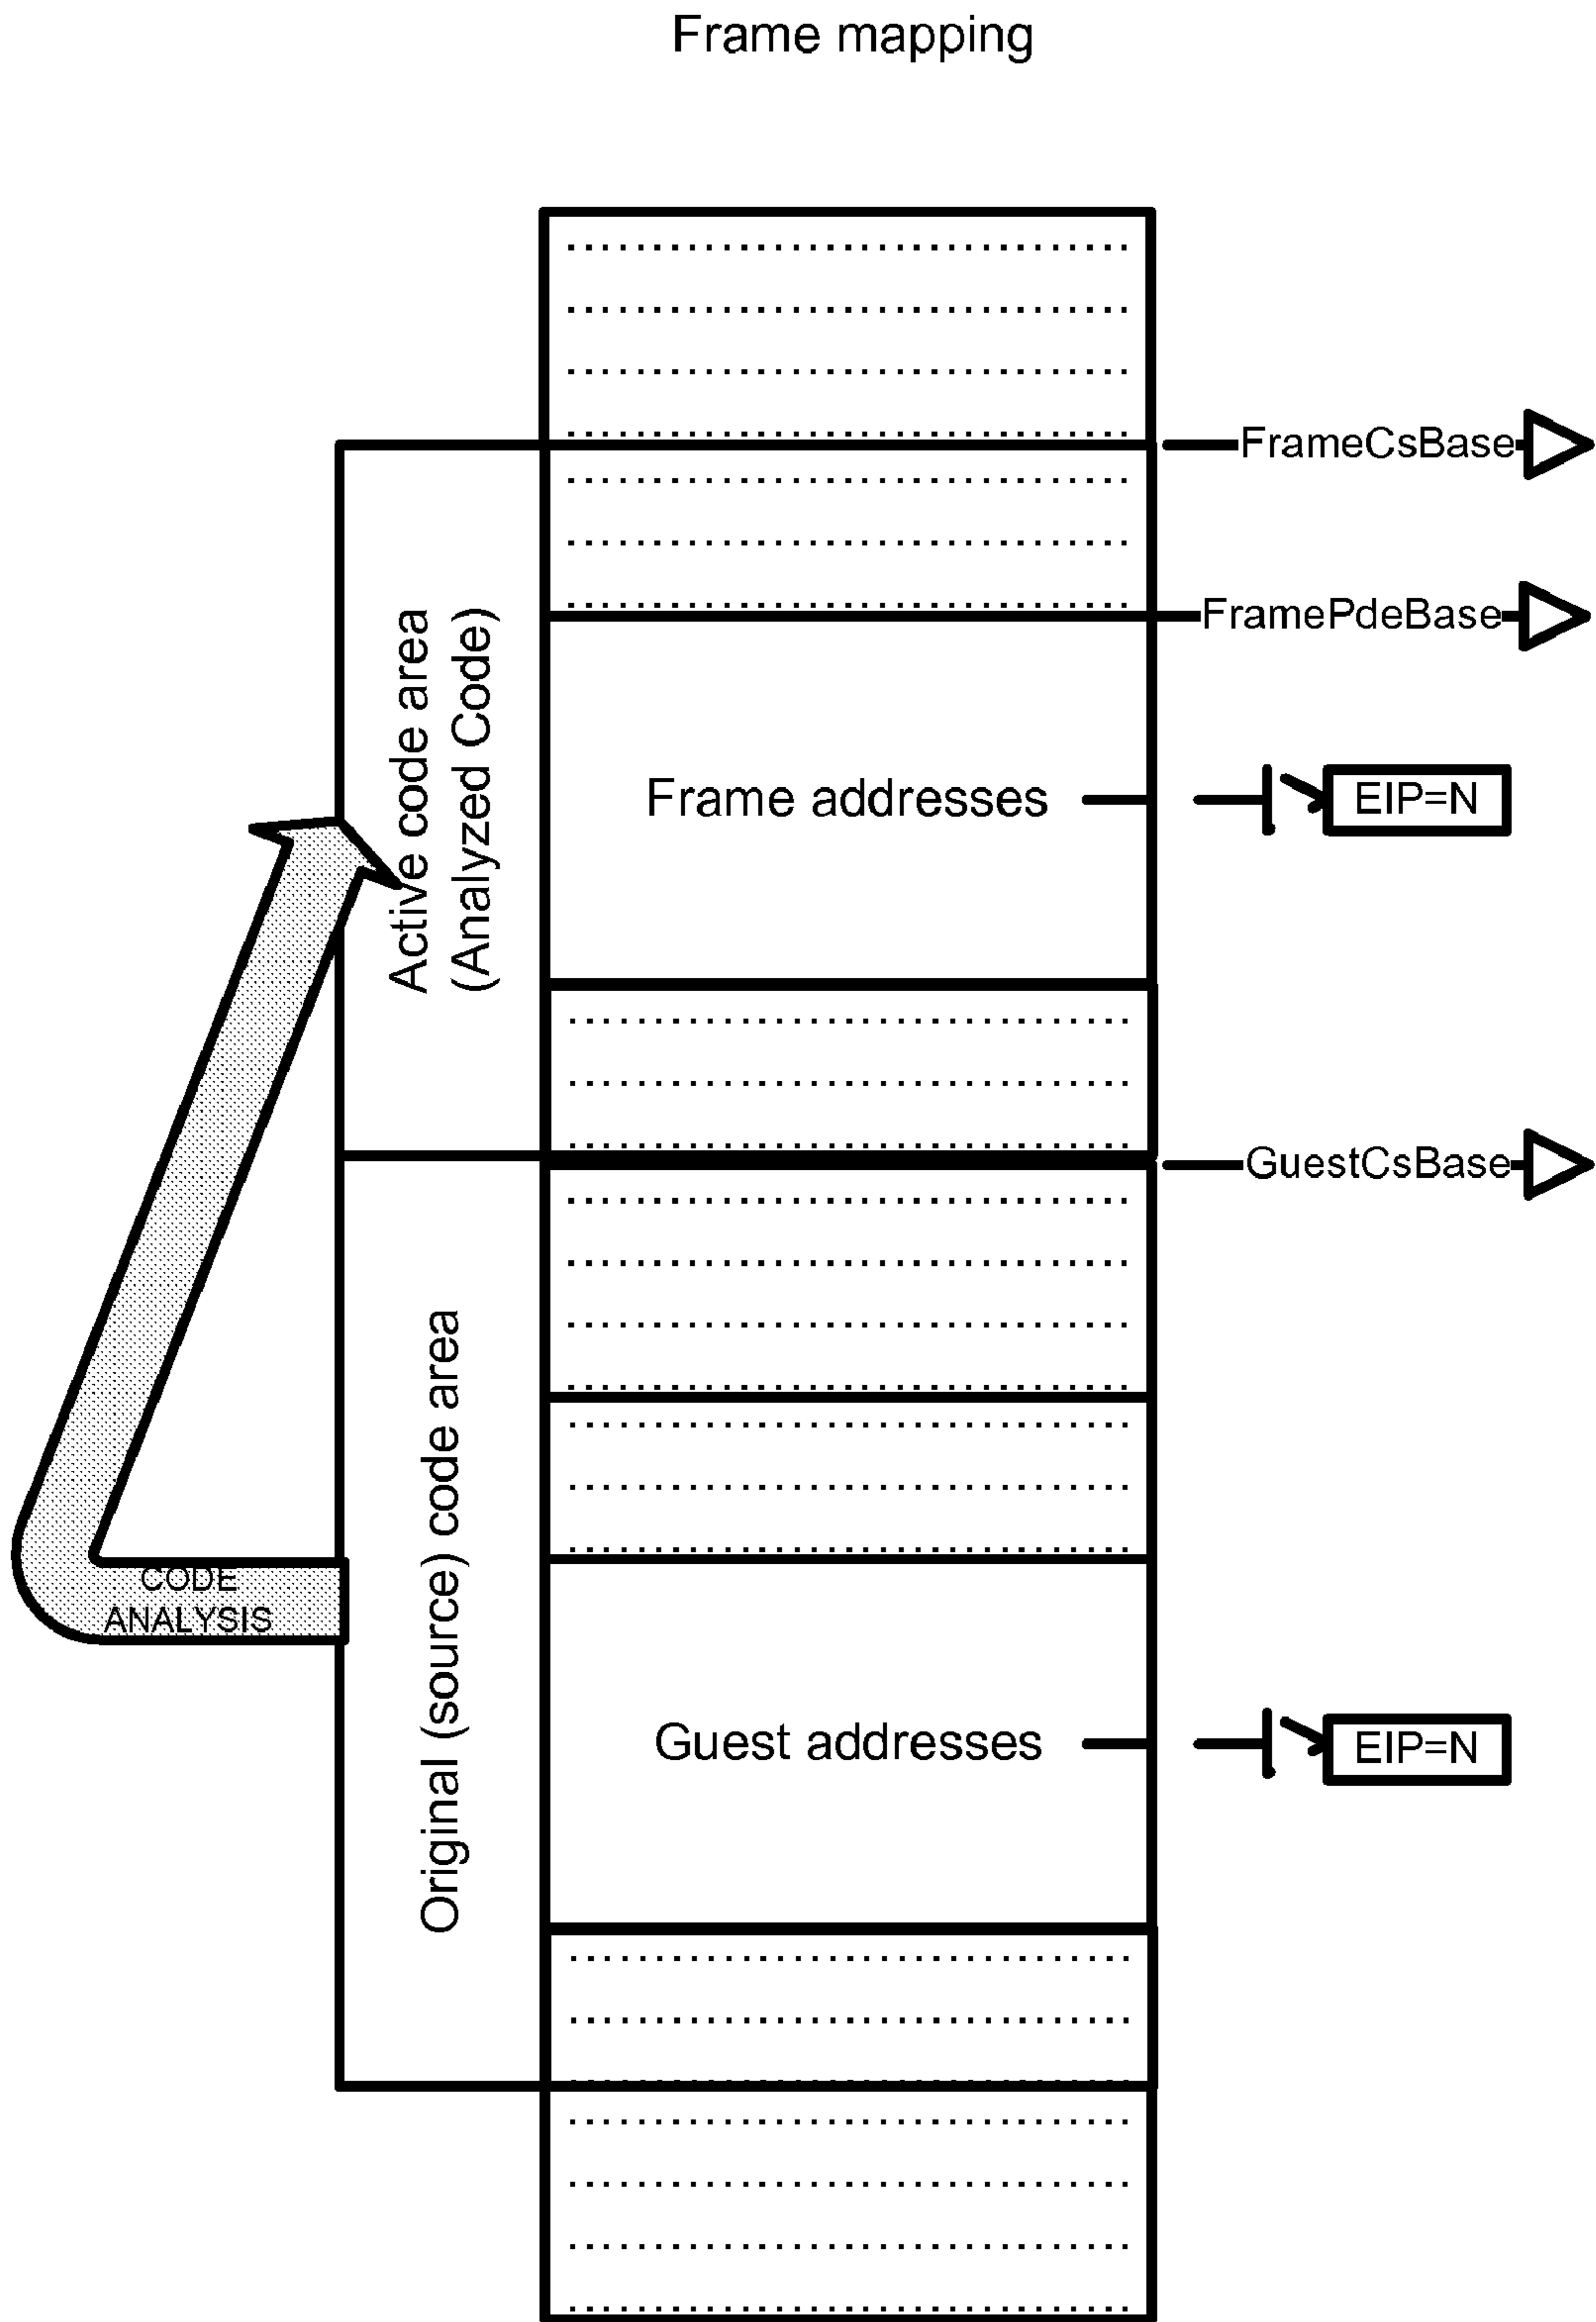 Frame mapping
FrameCsBase
FramePdeBase
Active code area
(Analyzed Code)
Frame addresses
EIP=N
GuestCsBase
Original (source) code area
CODE
ANALYSIS
Guest addresses
EIP=N